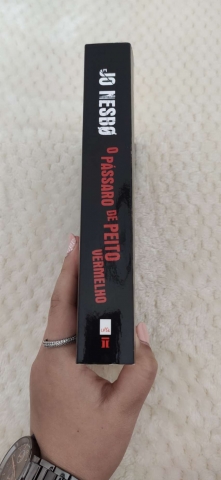 JO NESBØ
O PÁSSARO DE PEITO
VERMELHO